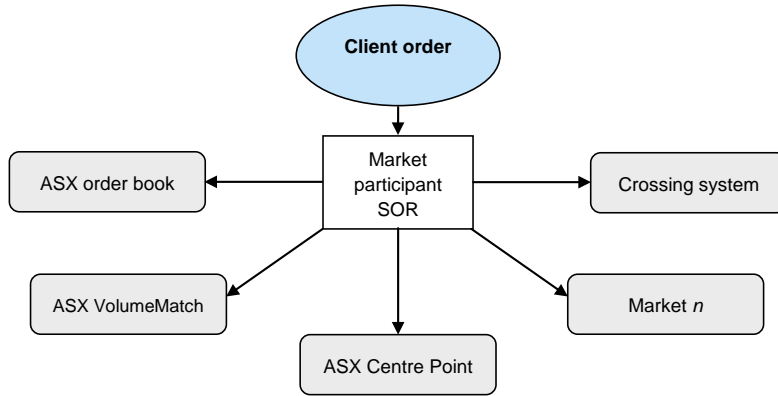 Client order
Market
participant
SOR
ASX order book
Crossing system
ASX VolumeMatch
Market n
ASX Centre Point